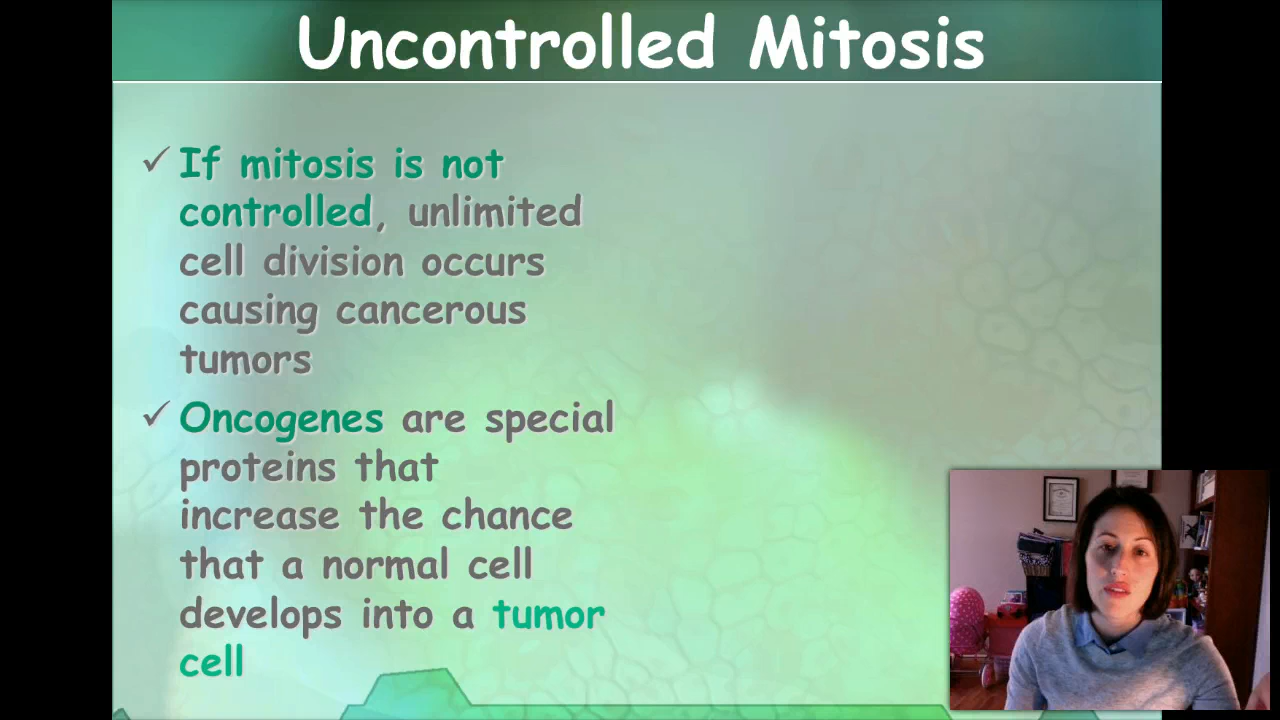 Uncontrolled Mitosis
✓ If mitosis is not
controlled, unlimited
cell division occurs
causing cancerous
tumors
✓ Oncogenes are special
proteins that
increase the chance
that a normal cell
develops into a tumor
cell